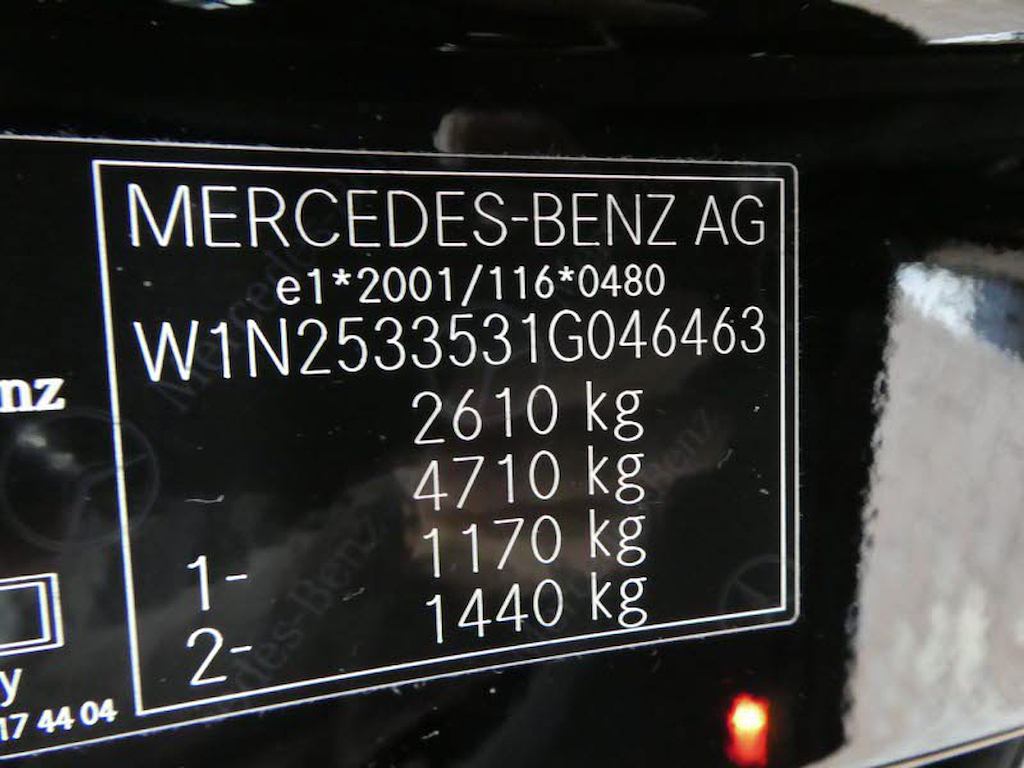 MERCEDES-BENZ AG
e1*2001/116*0480
W1N2533531G046463
2610 kg
4710 kg
1- 1170 kg
2- 1440 kg
nz
y
17 44 04